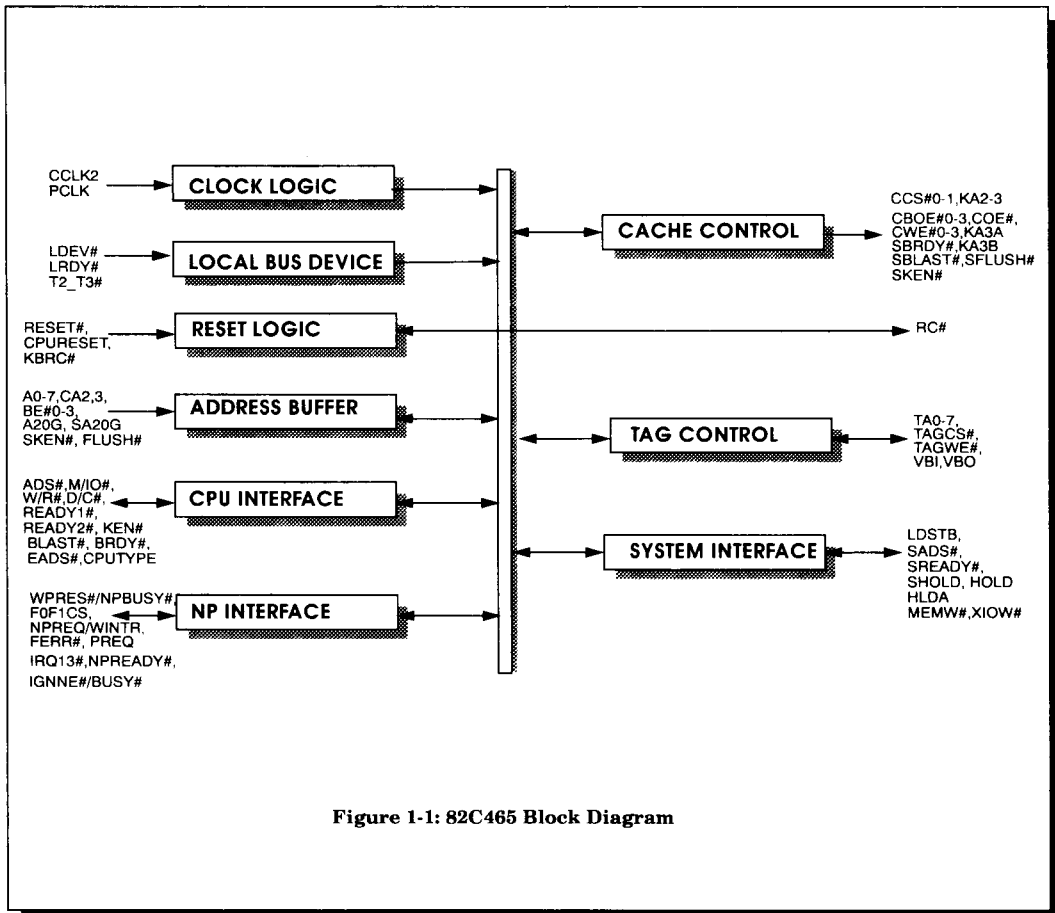 CCLK2
PCLK
CLOCK LOGIC
LDEV#
LRDY#
T2_T3#
LOCAL BUS DEVICE
RESET#,
CPURESET,
KBRC#
RESET LOGIC
A0-7,CA2,3,
BE#0-3,
A20G, SA20G
SKEN#, FLUSH#
ADDRESS BUFFER
ADS#,M/IO#,
W/R#,D/C#,
READY1#,
READY2#, KEN#
BLAST#, BRDY#,
EADS#,CPUTYPE
CPU INTERFACE
WPRES#/NPBUSY#,
F0F1CS,
NPREQ/WINTR,
FERR#, PREQ
IRQ13#,NPREADY#,
IGNNE#/BUSY#
NP INTERFACE
CACHE CONTROL
CCS#0-1,KA2-3
CBOE#0-3,COE#,
CWE#0-3,KA3A
SBRDY#,KA3B
SBLAST#,SFLUSH#
SKEN#
RC#
TAG CONTROL
TA0-7,
TAGCS#,
TAGWE#,
VBI,VBO
SYSTEM INTERFACE
LDSTB,
SADS#,
SREADY#,
SHOLD, HOLD
HLDA
MEMW#,XIOW#
Figure 1-1: 82C465 Block Diagram